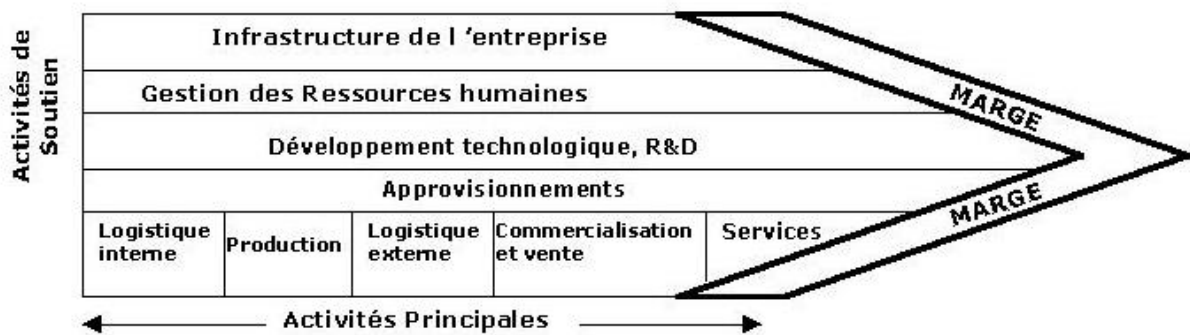 Activités de
Soutien
Infrastructure de l ’entreprise
Gestion des Ressources humaines
Développement technologique, R&D
Approvisionnements
Logistique
interne
Production
Logistique
externe
Commercialisation
et vente
Services
MARGE
MARGE
Activités Principales